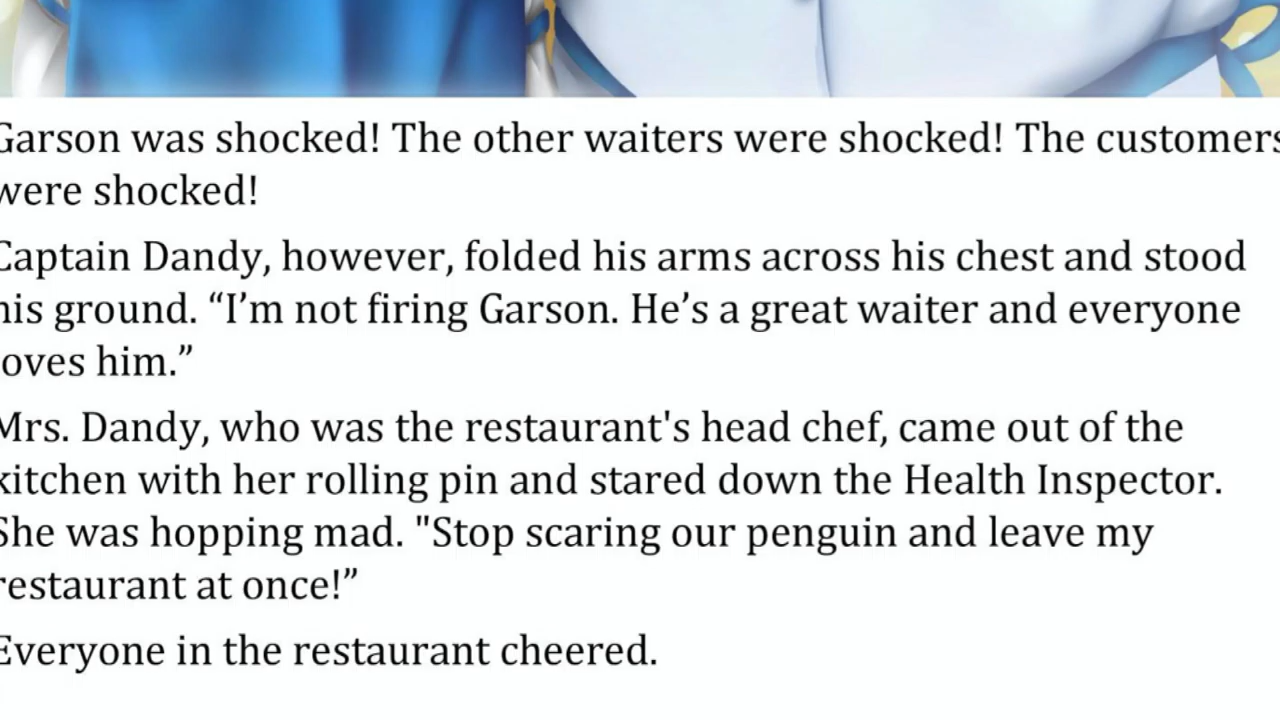 Garson was shocked! The other waiters were shocked! The customers
were shocked!
Captain Dandy, however, folded his arms across his chest and stood
his ground. “I’m not firing Garson. He’s a great waiter and everyone
loves him.”
Mrs. Dandy, who was the restaurant's head chef, came out of the
kitchen with her rolling pin and stared down the Health Inspector.
She was hopping mad. "Stop scaring our penguin and leave my
restaurant at once!”
Everyone in the restaurant cheered.